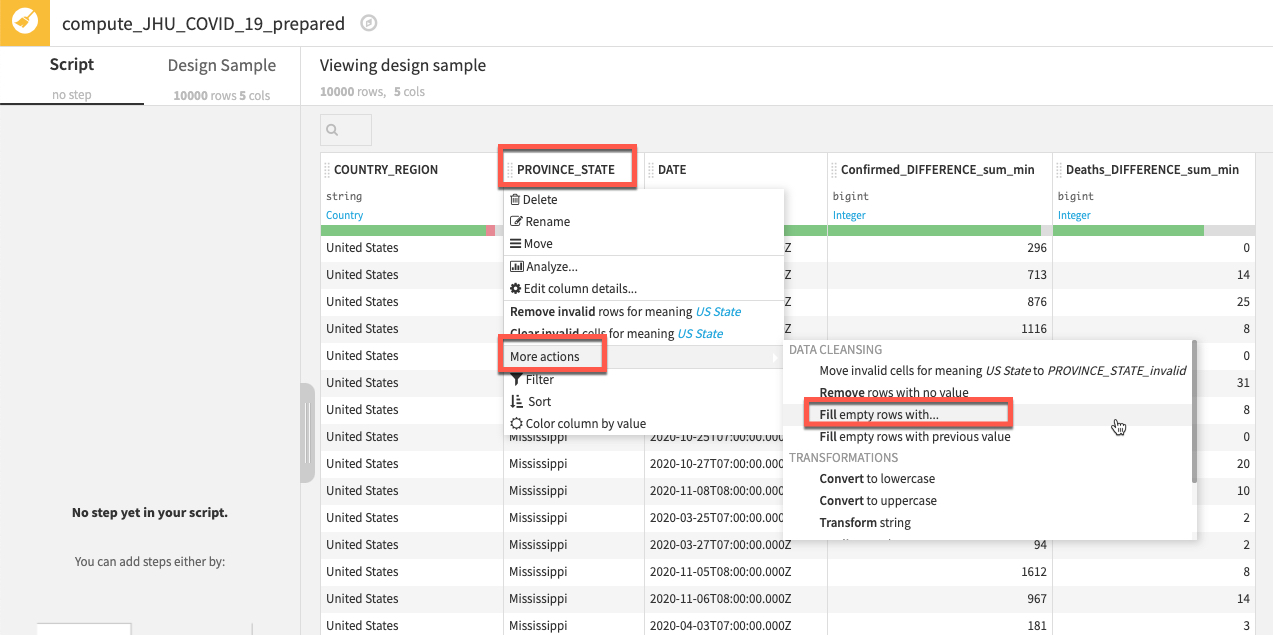 compute_JHU_COVID_19_prepared
Script
no step
Design Sample
10000 rows 5 cols
Viewing design sample
10000 rows, 5 cols
COUNTRY_REGION PROVINCE_STATE DATE Confirmed_DIFFERENCE_sum_min Deaths_DIFFERENCE_sum_min
string bigint bigint
Country Integer Integer
Delete
Rename
Move
Analyze...
Edit column details...
Remove invalid rows for meaning US State
Clear invalid cells for meaning US State
More actions
Filter
Sort
Color column by value
DATA CLEANSING
Move invalid cells for meaning US State to PROVINCE_STATE_invalid
Remove rows with no value
Fill empty rows with...
Fill empty rows with previous value
TRANSFORMATIONS
Convert to lowercase
Convert to uppercase
Transform string
United States Z 296 0
United States Z 713 14
United States Z 876 25
United States Z 1116 8
United States 0
United States 31
United States 8
United States Mississippi 2020-10-25T07:00:00.000 0
United States Mississippi 2020-10-27T07:00:00.000 20
United States Mississippi 2020-11-08T08:00:00.000 10
United States Mississippi 2020-03-25T07:00:00.000 2
United States Mississippi 2020-03-27T07:00:00.000Z 94 2
United States Mississippi 2020-11-05T08:00:00.000Z 1612 8
United States Mississippi 2020-11-06T08:00:00.000Z 967 14
United States Mississippi 2020-04-03T07:00:00.000Z 181 3
No step yet in your script.
You can add steps either by: